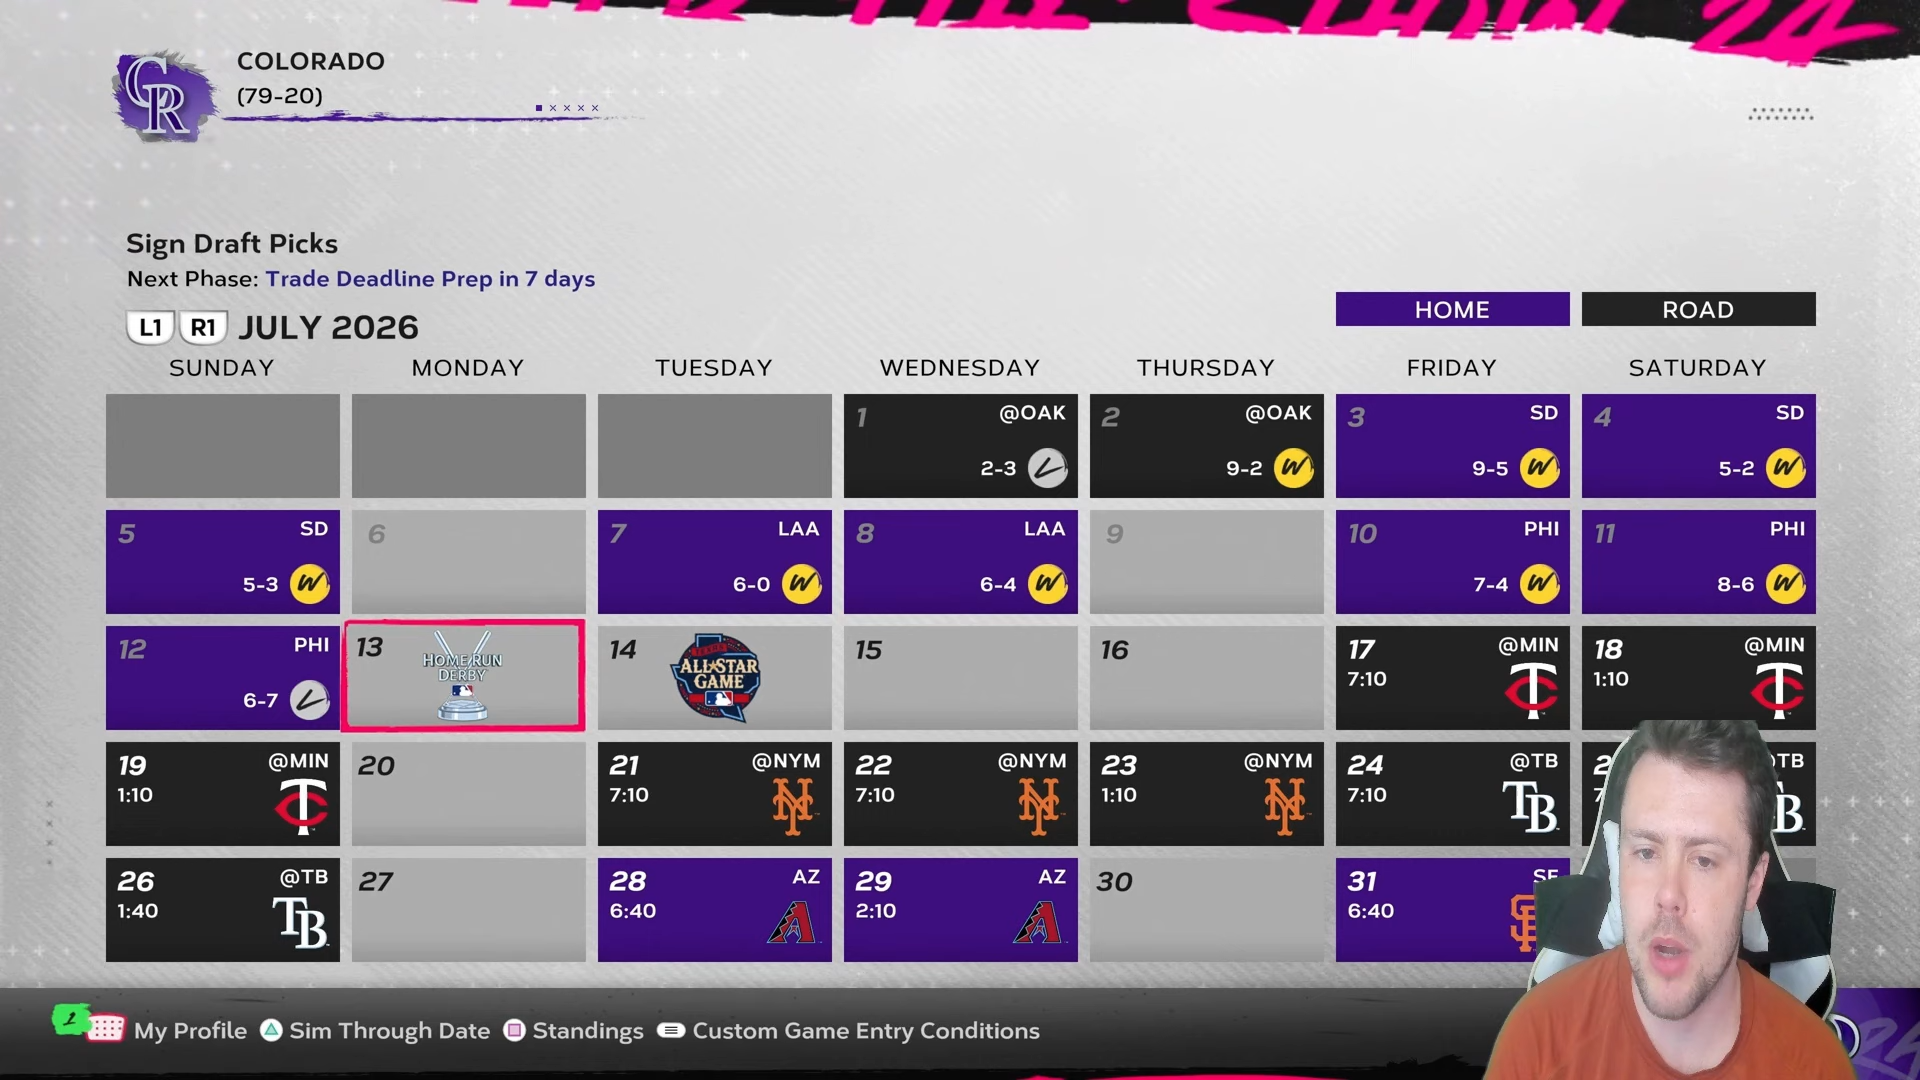 THE SHOW 24
COLORADO
(79-20)
Sign Draft Picks
Next Phase: Trade Deadline Prep in 7 days
L1 R1 JULY 2026
HOME ROAD
SUNDAY MONDAY TUESDAY WEDNESDAY THURSDAY FRIDAY SATURDAY
1 @OAK 2-3 L
2 @OAK 9-2 W
3 SD 9-5 W
4 SD 5-2 W
5 SD 5-3 W
6
7 LAA 6-0 W
8 LAA 6-4 W
9
10 PHI 7-4 W
11 PHI 8-6 W
12 PHI 6-7 L
13 HOME RUN DERBY
14 TEXAS ALL-STAR GAME
15
16
17 @MIN 7:10
18 @MIN 1:10
19 @MIN 1:10
20
21 @NYM 7:10
22 @NYM 7:10
23 @NYM 1:10
24 @TB 7:10 TB
26 @TB 1:40 TB
27
28 AZ 6:40
29 AZ 2:10
30
31 SF 6:40
My Profile Sim Through Date Standings Custom Game Entry Conditions